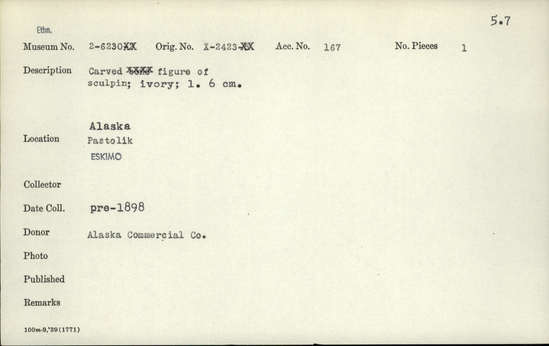 5.7
Ethn.
Museum No. 2-6230 Orig. No. X-2423 Acc. No. 167 No. Pieces 1
Description Carved figure of
sculpin; ivory; l. 6 cm.
Alaska
Location Pastolik
ESKIMO
Collector
Date Coll. pre-1898
Donor Alaska Commercial Co.
Photo
Published
Remarks
100m-9,'39(1771)